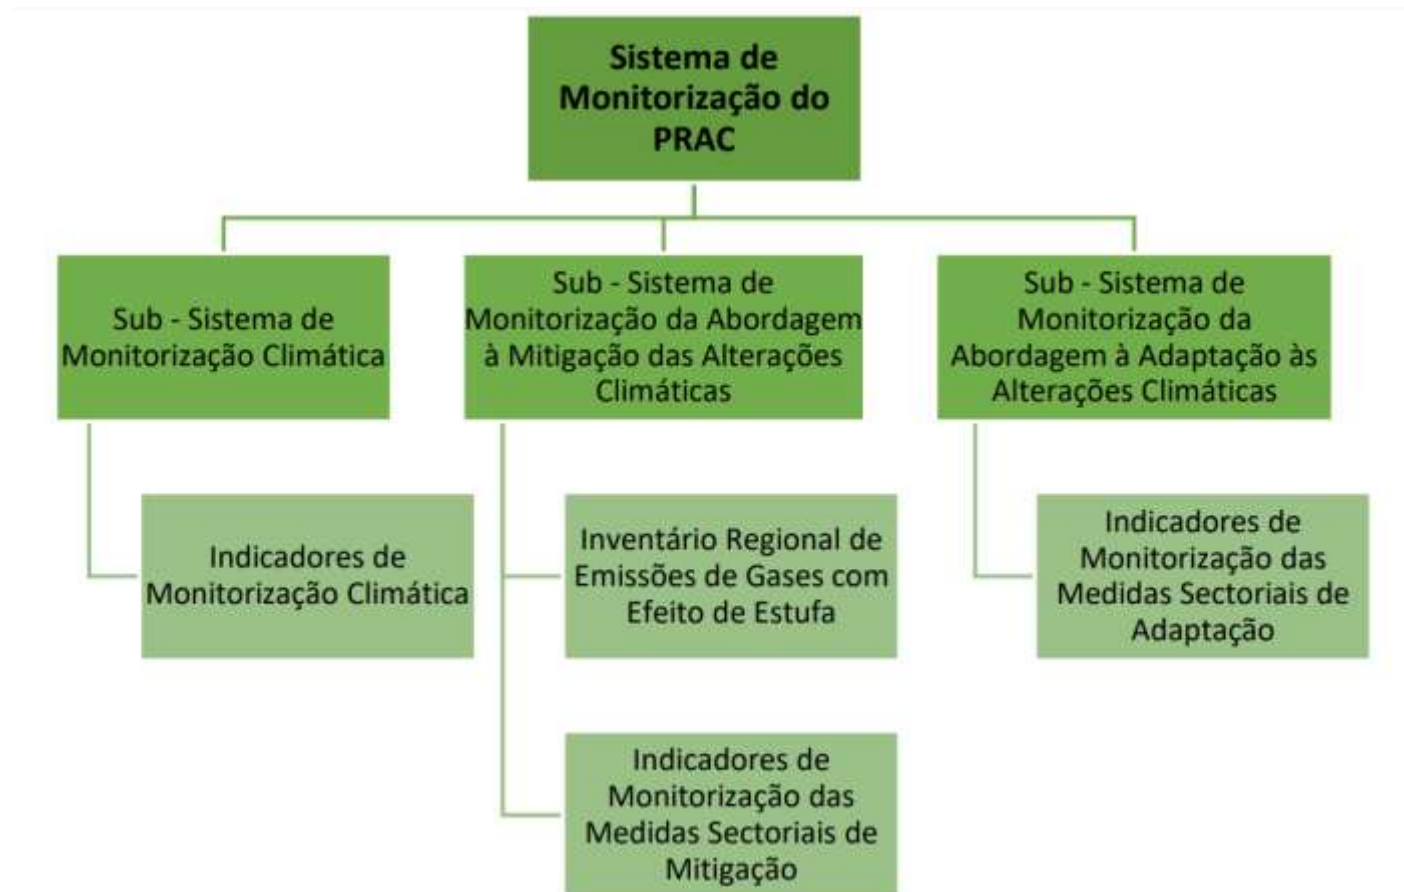 Sistema de
Monitorização do
PRAC
Sub - Sistema de
Monitorização Climática
Sub - Sistema de
Monitorização da Abordagem
à Mitigação das Alterações
Climáticas
Sub - Sistema de
Monitorização da
Abordagem à Adaptação às
Alterações Climáticas
Indicadores de
Monitorização Climática
Inventário Regional de
Emissões de Gases com
Efeito de Estufa
Indicadores de
Monitorização das
Medidas Sectoriais de
Adaptação
Indicadores de
Monitorização das
Medidas Sectoriais de
Mitigação